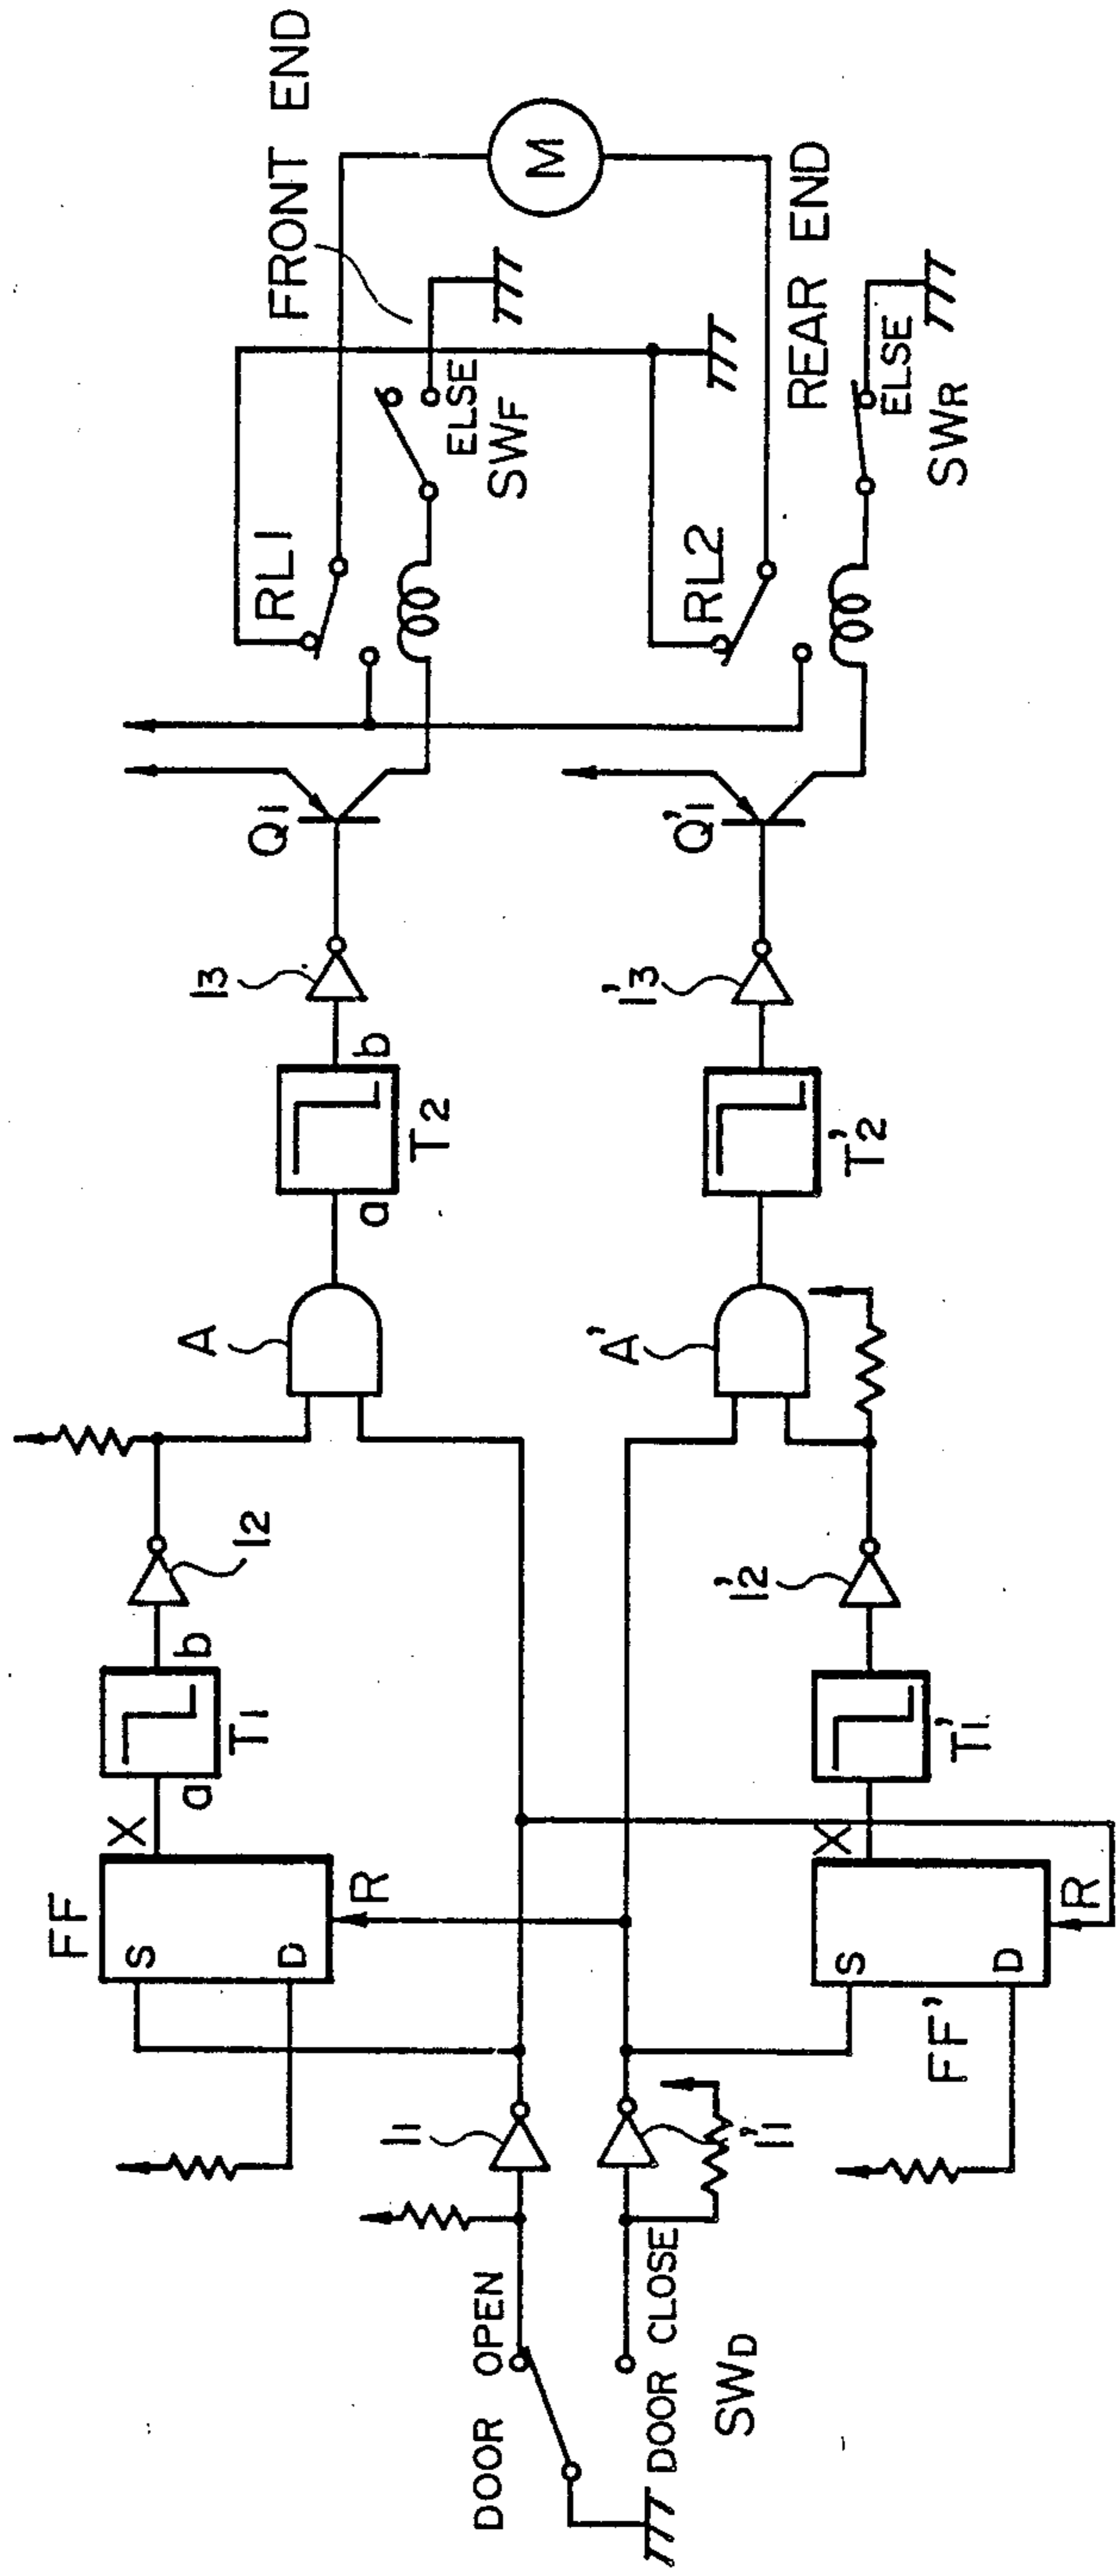 FF
S
D
R
X
a
b
T1
I2
A
a
b
T2
I3
Q1
RL1
FRONT END
ELSE
SWF
M
DOOR OPEN
DOOR CLOSE
SWD
I1
I'1
FF'
S
D
R
X
T'1
I'2
A'
T'2
I'3
Q'1
RL2
REAR END
ELSE
SWR